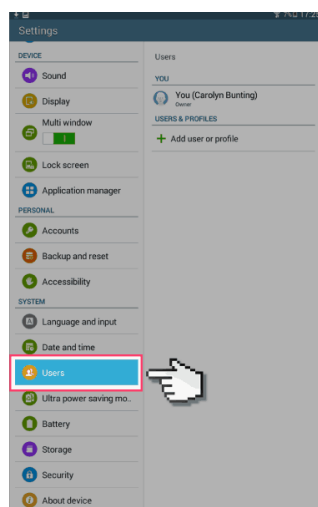 17.28
Settings
DEVICE
Sound
Display
Multi window
Lock screen
Application manager
PERSONAL
Accounts
Backup and reset
Accessibility
SYSTEM
Language and input
Date and time
Users
Ultra power saving mo..
Battery
Storage
Security
About device
Users
YOU
You (Carolyn Bunting)
Owner
USERS & PROFILES
Add user or profile